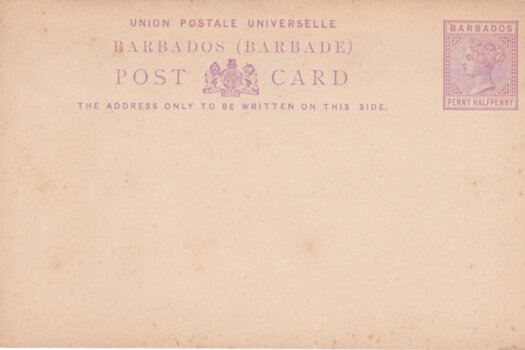 UNION POSTALE UNIVERSELLE
BARBADOS (BARBADE)
POST CARD
THE ADDRESS ONLY TO BE WRITTEN ON THIS SIDE.
BARBADOS
PENNY HALFPENNY